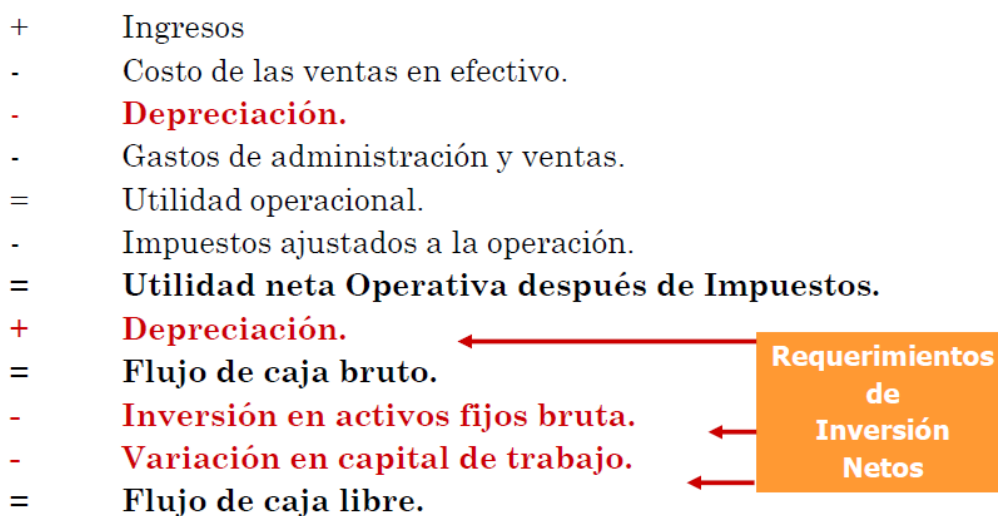 + Ingresos
- Costo de las ventas en efectivo.
- Depreciación.
- Gastos de administración y ventas.
= Utilidad operacional.
- Impuestos ajustados a la operación.
= Utilidad neta Operativa después de Impuestos.
+ Depreciación.
= Flujo de caja bruto.
- Inversión en activos fijos bruta.
- Variación en capital de trabajo.
= Flujo de caja libre.
Requerimientos
de
Inversión
Netos